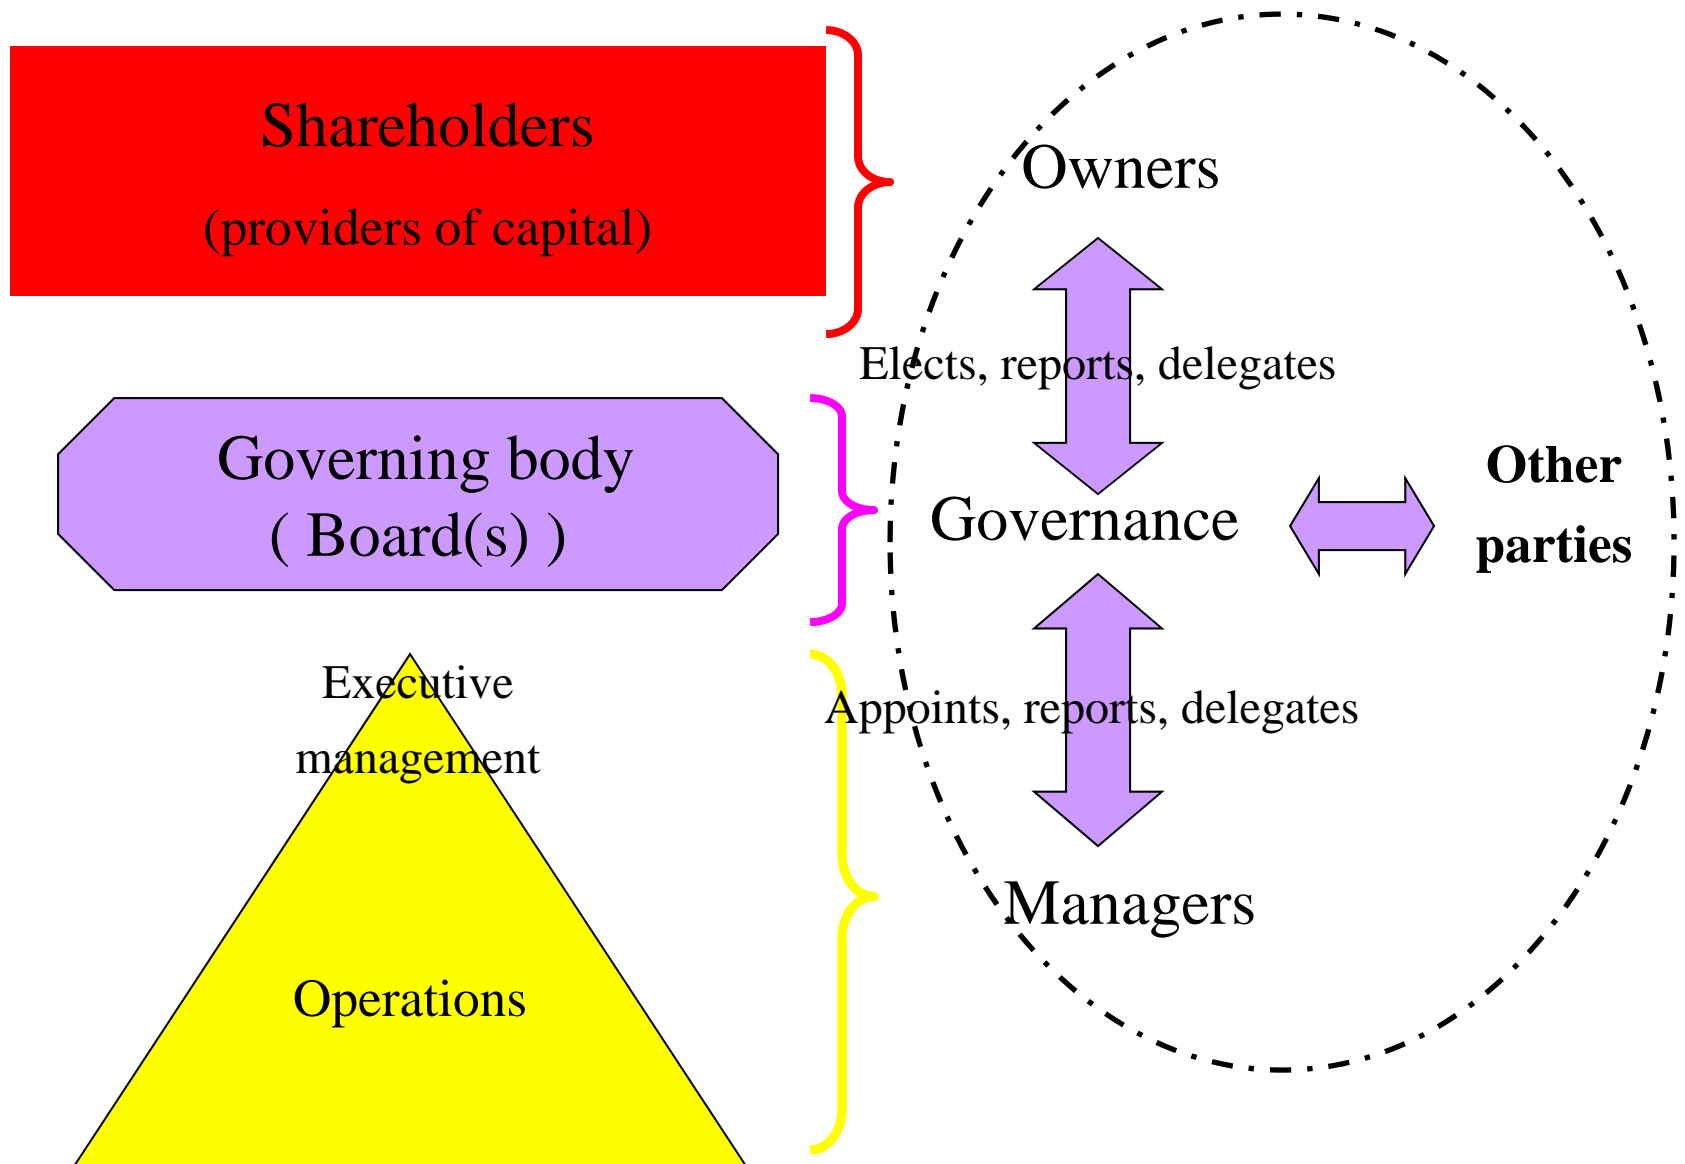 Shareholders
(providers of capital)
Owners
Elects, reports, delegates
Governing body
( Board(s) )
Governance
Other
parties
Executive
management
Appoints, reports, delegates
Managers
Operations